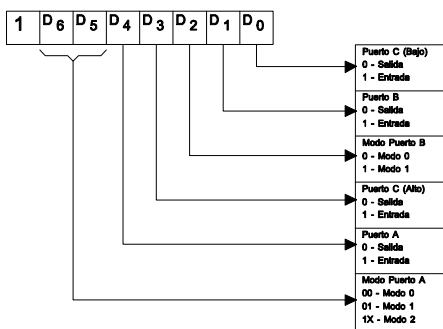 1 D6 D5 D4 D3 D2 D1 D0
Puerto C (Bajo)
0 - Salida
1 - Entrada
Puerto B
0 - Salida
1 - Entrada
Modo Puerto B
0 - Modo 0
1 - Modo 1
Puerto C (Alto)
0 - Salida
1 - Entrada
Puerto A
0 - Salida
1 - Entrada
Modo Puerto A
00 - Modo 0
01 - Modo 1
1X - Modo 2